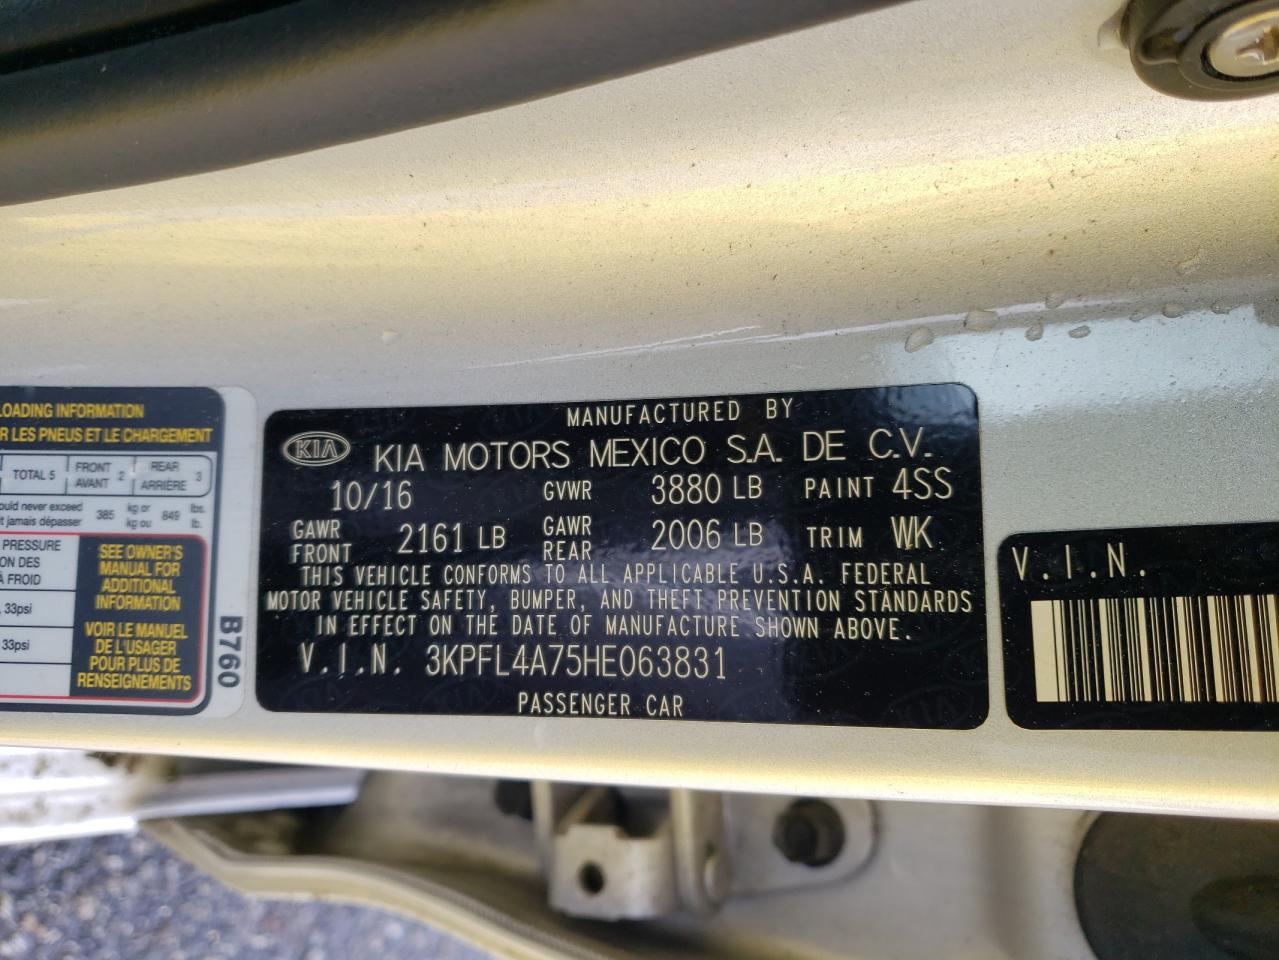 LOADING INFORMATION
R LES PNEUS ET LE CHARGEMENT
TOTAL 5 FRONT AVANT 2 REAR ARRIÈRE 3
ould never exceed 385 kg or 849 lbs.
t jamais dépasser kg ou lb.
PRESSURE
ON DES
À FROID
, 33psi
33psi
SEE OWNER'S
MANUAL FOR
ADDITIONAL
INFORMATION
VOIR LE MANUEL
DE L'USAGER
POUR PLUS DE
RENSEIGNEMENTS
B760
MANUFACTURED BY
KIA KIA MOTORS MEXICO S.A. DE C.V.
10/16 GVWR 3880 LB PAINT 4SS
GAWR FRONT 2161 LB GAWR REAR 2006 LB TRIM WK
THIS VEHICLE CONFORMS TO ALL APPLICABLE U.S.A. FEDERAL
MOTOR VEHICLE SAFETY, BUMPER, AND THEFT PREVENTION STANDARDS
IN EFFECT ON THE DATE OF MANUFACTURE SHOWN ABOVE.
V.I.N. 3KPFL4A75HE063831
PASSENGER CAR
V.I.N.